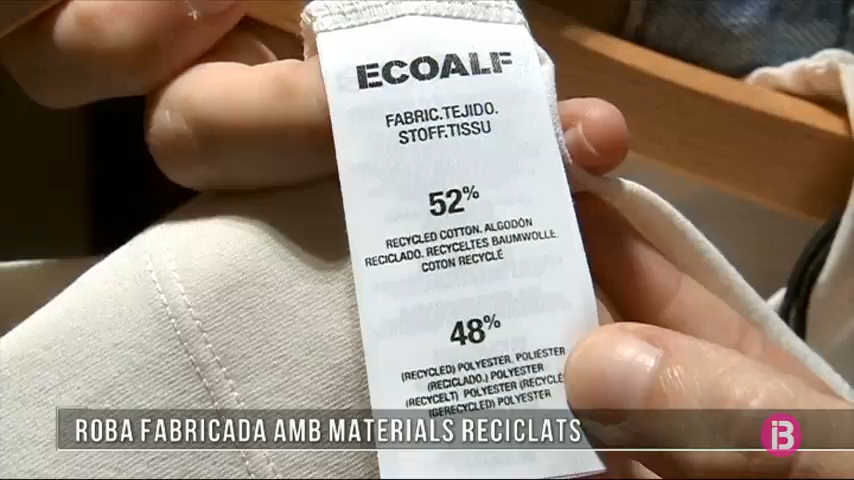 ECOALF
FABRIC.TEJIDO.
STOFF.TISSU
52%
RECYCLED COTTON. ALGODÓN
RECICLADO. RECYCELTES BAUMWOLLE.
COTON RECYCLÉ
48%
(RECYCLED) POLYESTER. POLIÉSTER
(RECICLADO.) POLYESTER
(RECYCELT) POLYESTER (RECYCLÉ)
(GERECYCLED) POLYESTER
ROBA FABRICADA AMB MATERIALS RECICLATS
iB